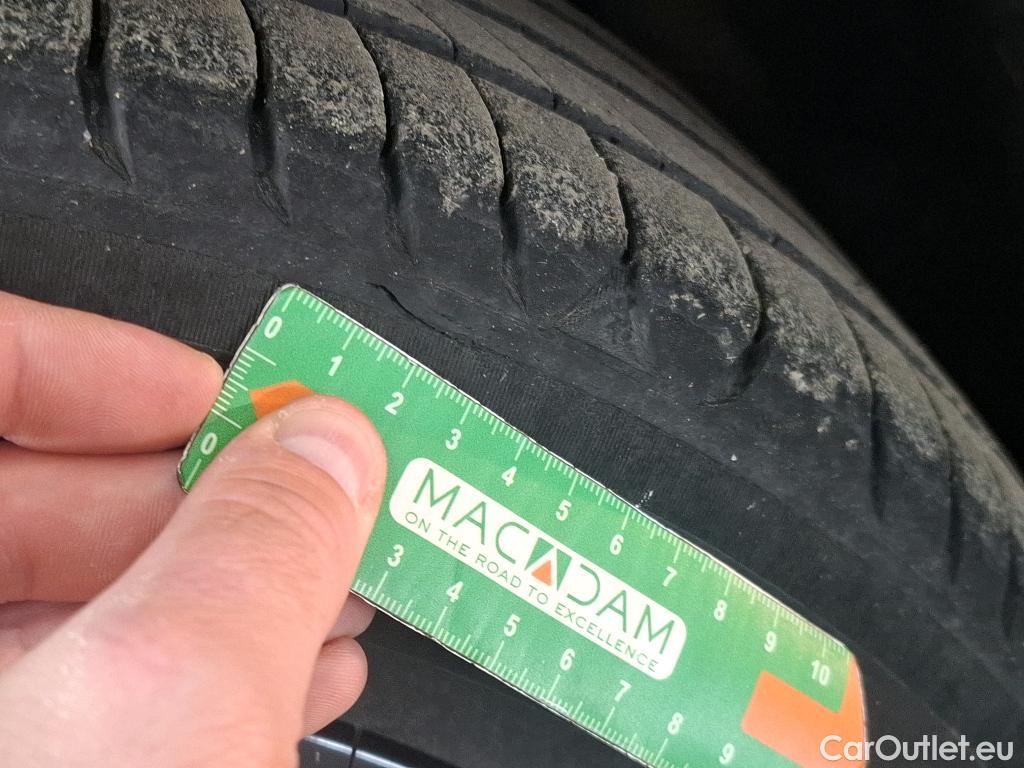 0 1 2 3 4 5 6 7 8 9 10
0
MACADAM
ON THE ROAD TO EXCELLENCE
3 4 5 6 7 8 9
CarOutlet.eu